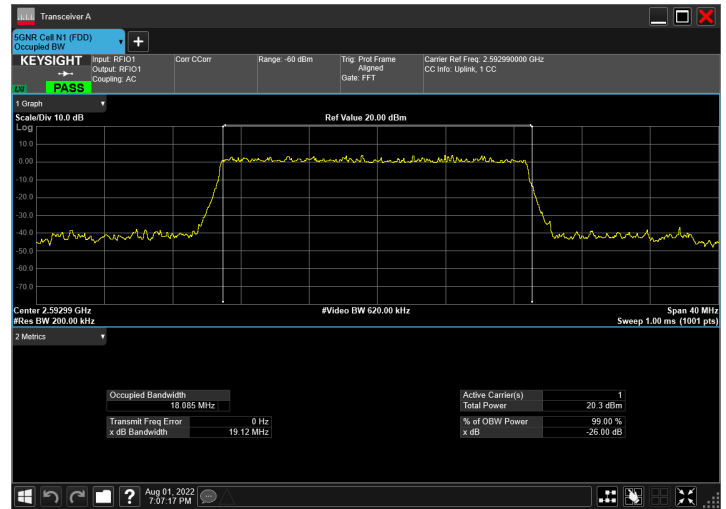 Transceiver A
5GNR Cell N1 (FDD)
Occupied BW
KEYSIGHT
LXI
PASS
Input: RFIO1
Output: RFIO1
Coupling: AC
Corr CCorr
Range: -60 dBm
Trig: Prot Frame
Aligned
Gate: FFT
Carrier Ref Freq: 2.592990000 GHz
CC Info: Uplink, 1 CC
1 Graph
Scale/Div 10.0 dB
Ref Value 20.00 dBm
Log
10.0
0.00
-10.0
-20.0
-30.0
-40.0
-50.0
-60.0
-70.0
Center 2.59299 GHz
#Video BW 620.00 kHz
Span 40 MHz
#Res BW 200.00 kHz
Sweep 1.00 ms (1001 pts)
2 Metrics
Occupied Bandwidth
18.085 MHz
Transmit Freq Error 0 Hz
x dB Bandwidth 19.12 MHz
Active Carrier(s) 1
Total Power 20.3 dBm
% of OBW Power 99.00 %
x dB -26.00 dB
?
Aug 01, 2022
7:07:17 PM